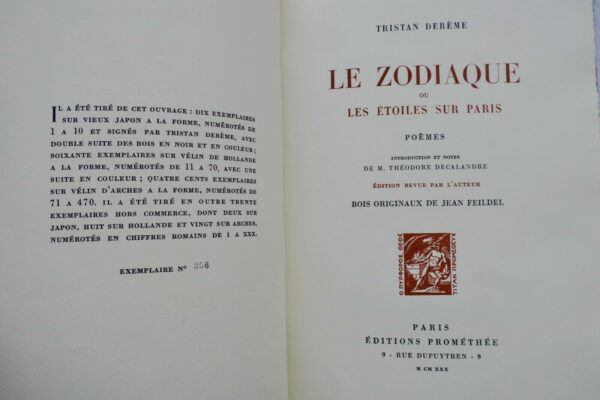 IL A ÉTÉ TIRÉ DE CET OUVRAGE : DIX EXEMPLAIRES
SUR VIEUX JAPON A LA FORME, NUMÉROTÉS DE
1 A 10 ET SIGNÉS PAR TRISTAN DERÈME, AVEC
DOUBLE SUITE DES BOIS EN NOIR ET EN COULEUR ;
SOIXANTE EXEMPLAIRES SUR VÉLIN DE HOLLANDE
A LA FORME, NUMÉROTÉS DE 11 A 70, AVEC UNE
SUITE EN COULEUR ; QUATRE CENTS EXEMPLAIRES
SUR VÉLIN D'ARCHES A LA FORME, NUMÉROTÉS DE
71 A 470. IL A ÉTÉ TIRÉ EN OUTRE TRENTE
EXEMPLAIRES HORS COMMERCE, DONT DEUX SUR
JAPON, HUIT SUR HOLLANDE ET VINGT SUR ARCHES,
NUMÉROTÉS EN CHIFFRES ROMAINS DE I A XXX.
EXEMPLAIRE Nº 356
TRISTAN DERÈME
LE ZODIAQUE
OU
LES ÉTOILES SUR PARIS
POÈMES
INTRODUCTION ET NOTES
DE M. THÉODORE DECALANDRE
ÉDITION REVUE PAR L'AUTEUR
BOIS ORIGINAUX DE JEAN FEILDEL
Ο ΠΥΡΦΟΡΟΣ ΘΕΟΣ
ΤΙΤΑΝ ΠΡΟΜΗΘΕΥΣ
PARIS
ÉDITIONS PROMÉTHÉE
9 - RUE DUPUYTREN - 9
M CM XXX